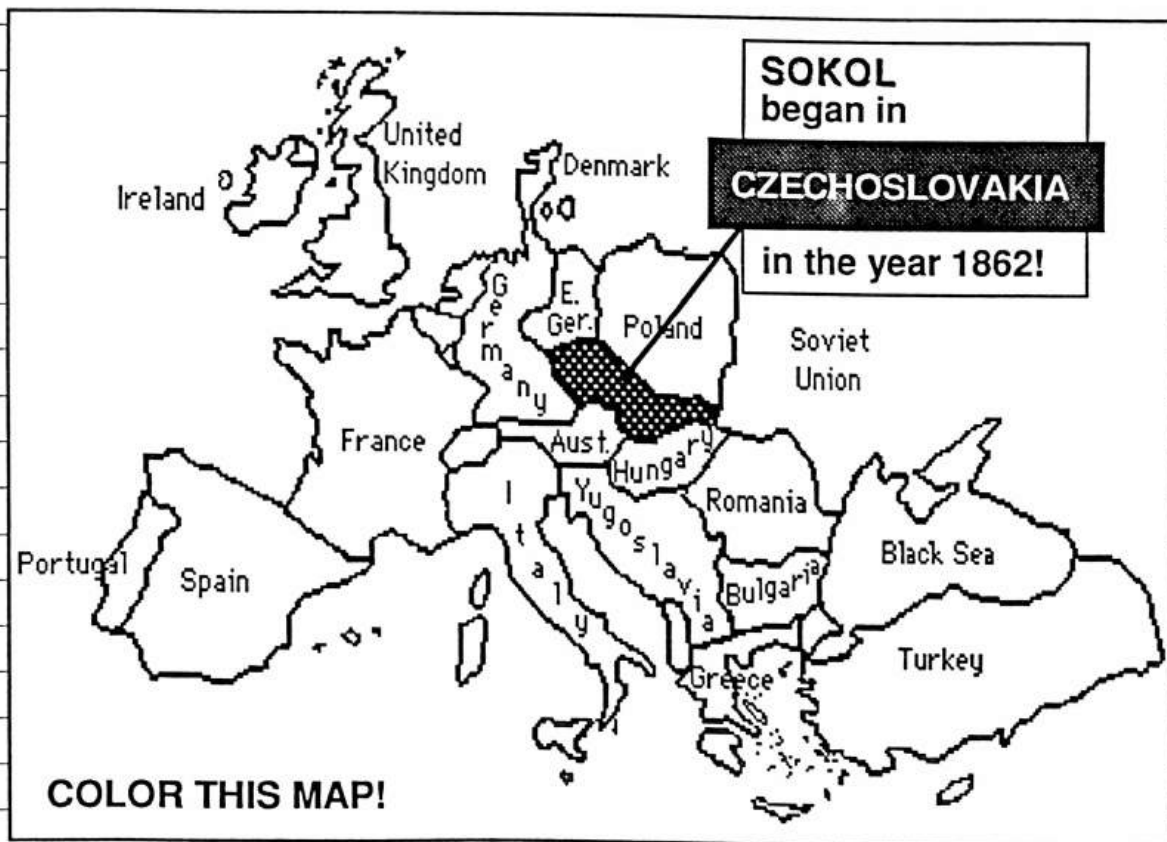 SOKOL
began in
CZECHOSLOVAKIA
in the year 1862!
United
Kingdom
Ireland
Denmark
Germany
E.
Ger.
Poland
Soviet
Union
France
Aust.
Hungary
Romania
Italy
Yugoslavia
Bulgaria
Black Sea
Portugal
Spain
Greece
Turkey
COLOR THIS MAP!